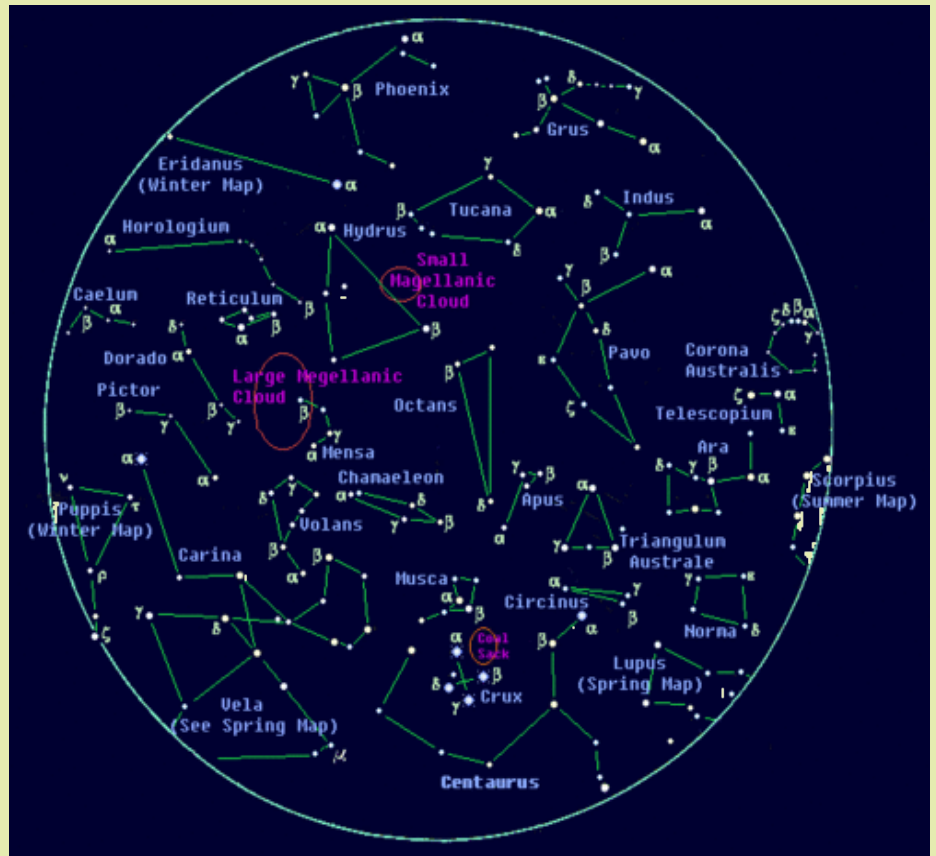 α
γ
β
Phoenix
δ
γ
β
Grus
α
Eridanus
(Winter Map)
α
γ
β
Tucana
α
δ
δ
Indus
α
β
Horologium
α
β
α
Hydrus
β
Small
Magellanic
Cloud
Caelum
α
β
Reticulum
β
α
γ
β
α
δ
Pavo
ε
ζ
ζ δ β α
γ
Corona
Australis
δ
Dorado
α
β
γ
Large Megellanic
Cloud
β
γ
α
Mensa
β
Octans
δ
Pictor
β
γ
α
Telescopium
ζ
α
ε
Ara
δ
γ
β
α
Scorpius
(Summer Map)
α
Carina
β
ν
τ
Puppis
(Winter Map)
ρ
ζ
γ
δ
Volans
β
α
Chamaeleon
α
δ
γ
β
γ
β
Apus
α
α
γ
β
Triangulum
Australe
Musca
α
β
Circinus
α
γ
β
γ
ε
Norma
δ
Coal
Sack
α
β
δ
γ
Crux
β
α
Lupus
(Spring Map)
γ
δ
Vela
(See Spring Map)
μ
Centaurus